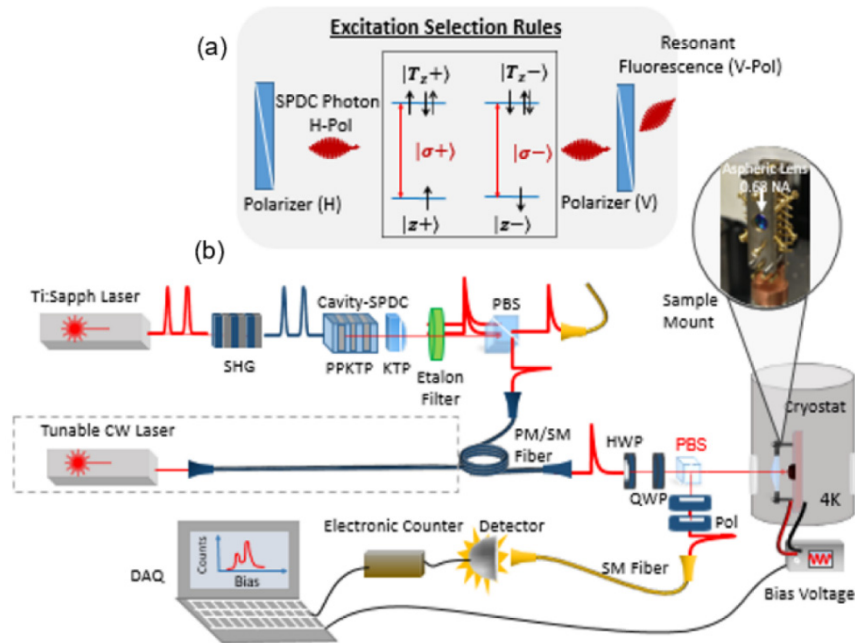 Excitation Selection Rules
(a)
|Tz+⟩
|Tz−⟩
Resonant
Fluorescence (V-Pol)
SPDC Photon
H-Pol
|σ+⟩
|σ−⟩
Polarizer (H)
|z+⟩
|z−⟩
Polarizer (V)
Aspheric Lens
0.68 NA
(b)
Ti:Sapph Laser
Cavity-SPDC
PBS
Sample
Mount
SHG
PPKTP
KTP
Etalon
Filter
Cryostat
Tunable CW Laser
PM/SM
Fiber
HWP
PBS
QWP
4K
Pol
Electronic Counter
Detector
Counts
DAQ
Bias
SM Fiber
Bias Voltage